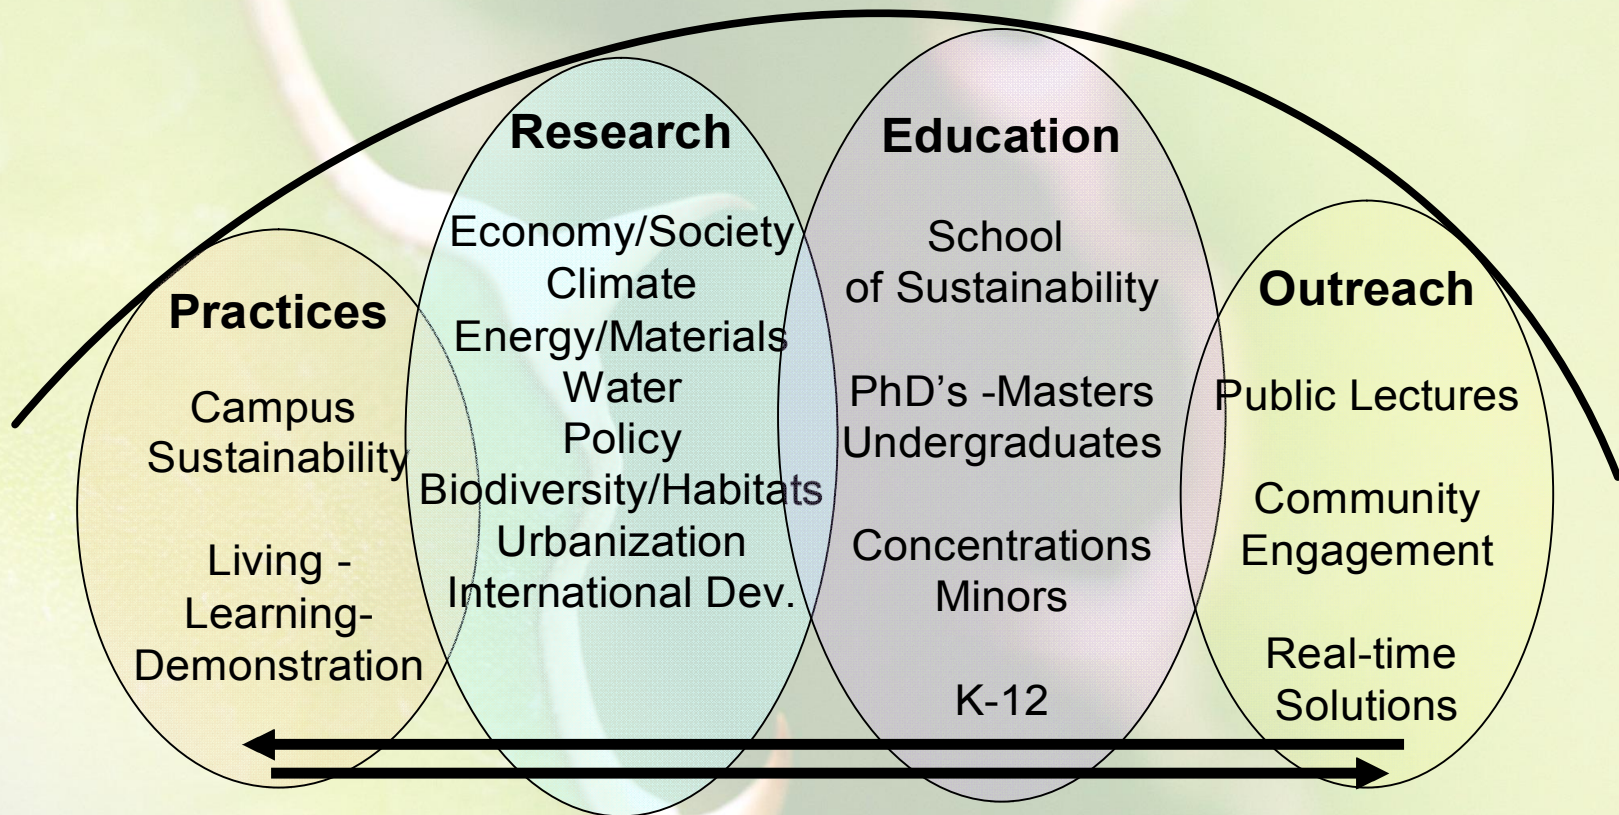 Practices
Campus
Sustainability
Living -
Learning-
Demonstration
Research
Economy/Society
Climate
Energy/Materials
Water
Policy
Biodiversity/Habitats
Urbanization
International Dev.
Education
School
of Sustainability
PhD’s -Masters
Undergraduates
Concentrations
Minors
K-12
Outreach
Public Lectures
Community
Engagement
Real-time
Solutions